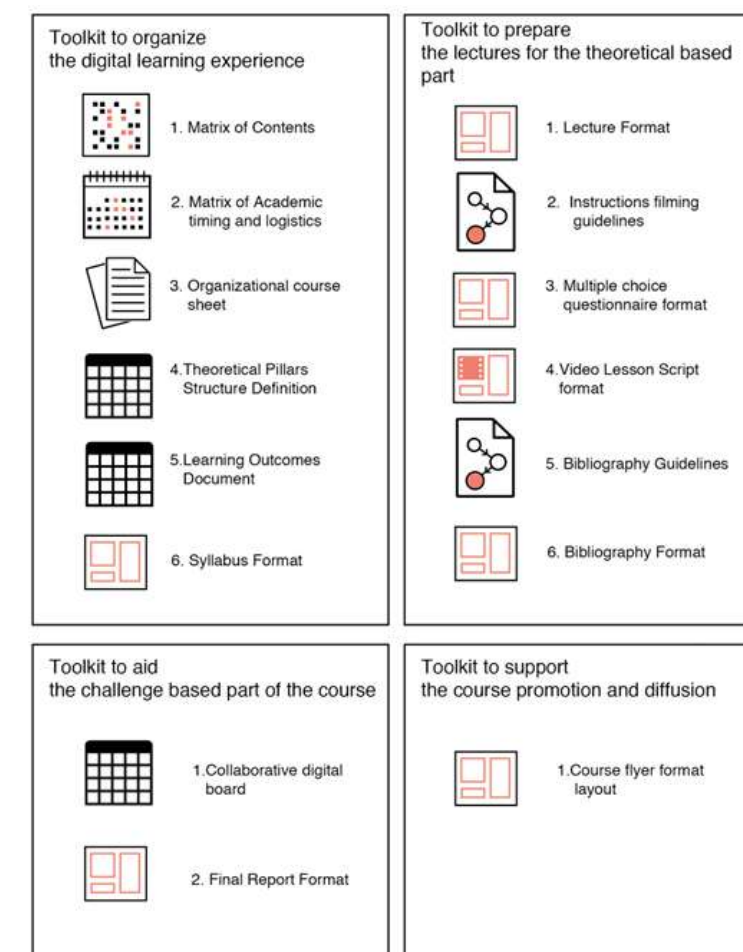 Toolkit to organize
the digital learning experience
1. Matrix of Contents
2. Matrix of Academic
timing and logistics
3. Organizational course
sheet
4.Theoretical Pillars
Structure Definition
5.Learning Outcomes
Document
6. Syllabus Format
Toolkit to prepare
the lectures for the theoretical based
part
1. Lecture Format
2. Instructions filming
guidelines
3. Multiple choice
questionnaire format
4.Video Lesson Script
format
5. Bibliography Guidelines
6. Bibliography Format
Toolkit to aid
the challenge based part of the course
1.Collaborative digital
board
2. Final Report Format
Toolkit to support
the course promotion and diffusion
1.Course flyer format
layout